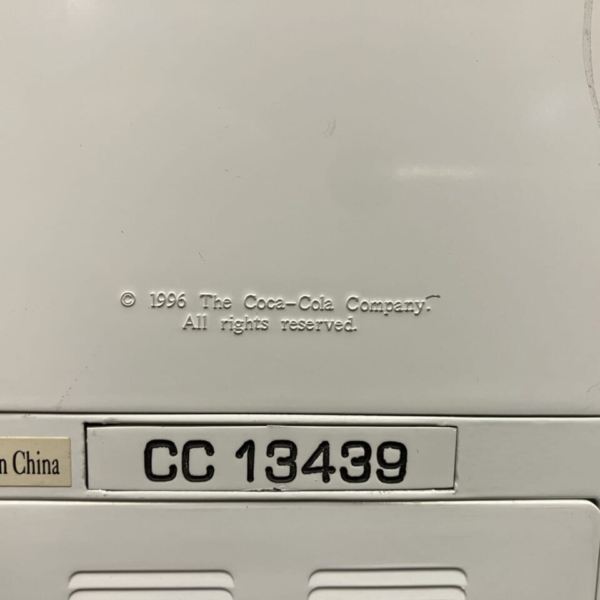 © 1996 The Coca-Cola Company.
All rights reserved.
n China
CC 13439